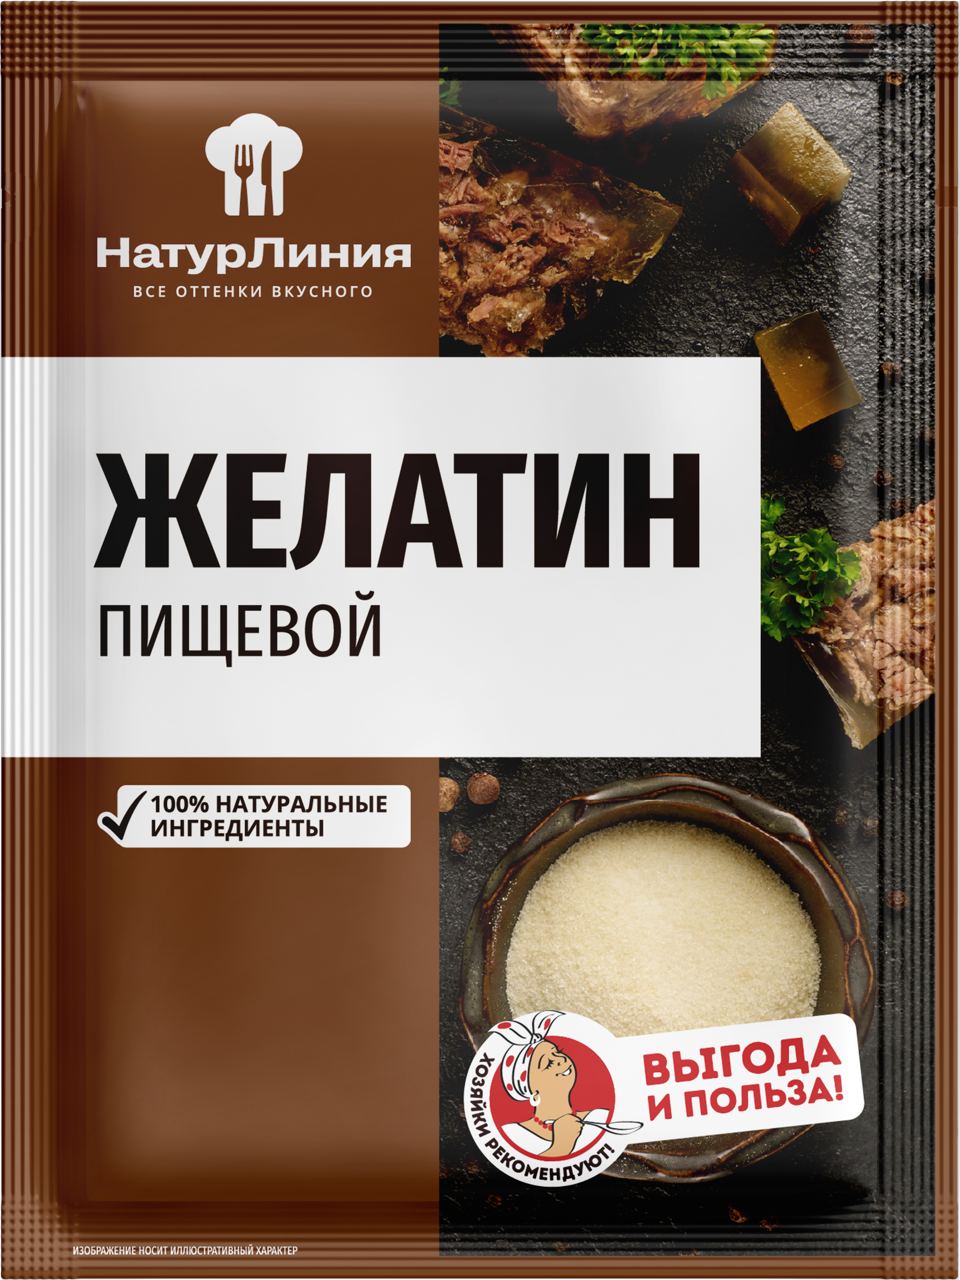 НатурЛиния
ВСЕ ОТТЕНКИ ВКУСНОГО
ЖЕЛАТИН
ПИЩЕВОЙ
100% НАТУРАЛЬНЫЕ
ИНГРЕДИЕНТЫ
ХОЗЯЙКИ РЕКОМЕНДУЮТ!
ВЫГОДА
И ПОЛЬЗА!
ИЗОБРАЖЕНИЕ НОСИТ ИЛЛЮСТРАТИВНЫЙ ХАРАКТЕР